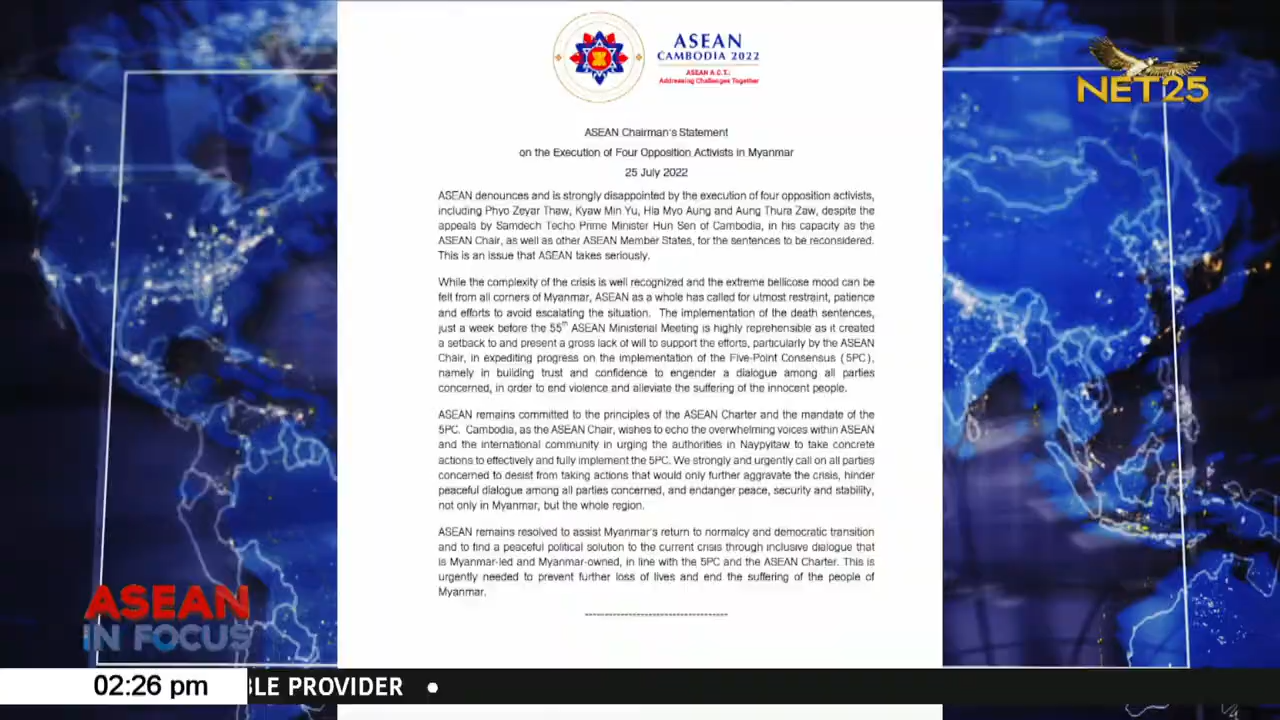 ASEAN
CAMBODIA 2022
ASEAN A.C.T.:
Addressing Challenges Together
NET25
ASEAN Chairman's Statement
on the Execution of Four Opposition Activists in Myanmar
25 July 2022
ASEAN denounces and is strongly disappointed by the execution of four opposition activists,
including Phyo Zeyar Thaw, Kyaw Min Yu, Hla Myo Aung and Aung Thura Zaw, despite the
appeals by Samdech Techo Prime Minister Hun Sen of Cambodia, in his capacity as
the ASEAN Chair, as well as other ASEAN Member States, for the sentences to be reconsidered.
This is an issue that ASEAN takes seriously.
While the complexity of the crisis is well recognized and the extreme bellicose mood can be
felt from all corners of Myanmar, ASEAN as a whole has called for utmost restraint, patience
and efforts to avoid escalating the situation. The implementation of the death sentences,
just a week before the 55th ASEAN Ministerial Meeting is highly reprehensible as it created
a setback to and present a gross lack of will to support the efforts, particularly by the ASEAN
Chair, in expediting progress on the implementation of the Five-Point Consensus (5PC),
namely in building trust and confidence to engender a dialogue among all parties
concerned, in order to end violence and alleviate the suffering of the innocent people.
ASEAN remains committed to the principles of the ASEAN Charter and the mandate of the
5PC. Cambodia, as the ASEAN Chair, wishes to echo the overwhelming voices within ASEAN
and the international community in urging the authorities in Naypyitaw to take concrete
actions to effectively and fully implement the 5PC. We strongly and urgently call on all parties
concerned to desist from taking actions that would only further aggravate the crisis, hinder
peaceful dialogue among all parties concerned, and endanger peace, security and stability,
not only in Myanmar, but the whole region.
ASEAN remains resolved to assist Myanmar's return to normalcy and democratic transition
and to find a peaceful political solution to the current crisis through inclusive dialogue that
is Myanmar-led and Myanmar-owned, in line with the 5PC and the ASEAN Charter. This is
urgently needed to prevent further loss of lives and end the suffering of the people of
Myanmar.
ASEAN
IN FOCUS
02:26 pm
BLE PROVIDER •